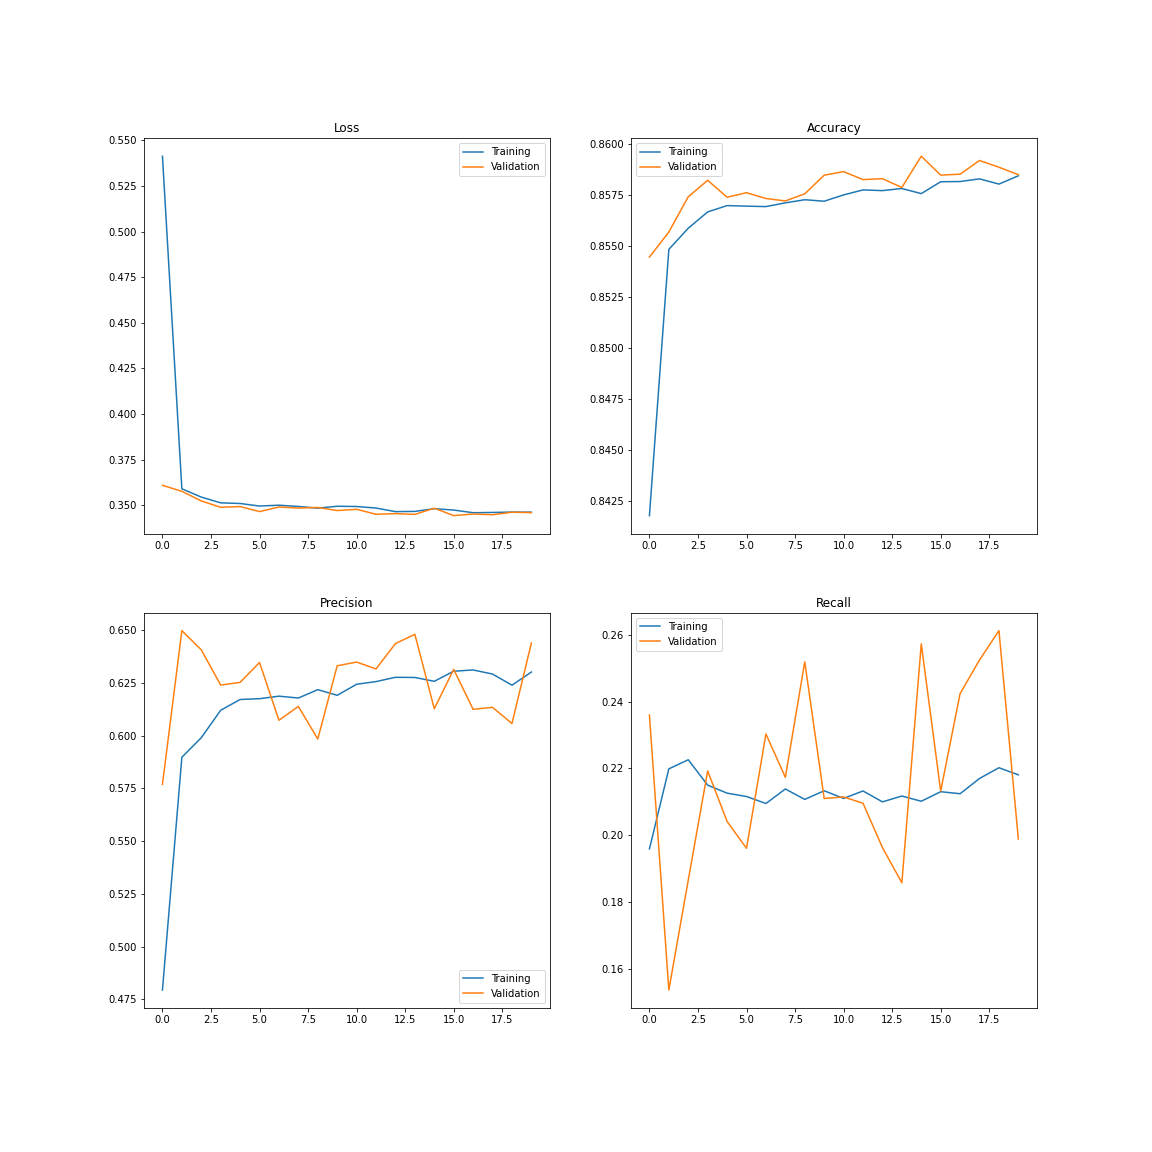 Loss
0.550
0.525
0.500
0.475
0.450
0.425
0.400
0.375
0.350
Training
Validation
0.0 2.5 5.0 7.5 10.0 12.5 15.0 17.5
Accuracy
0.8600
0.8575
0.8550
0.8525
0.8500
0.8475
0.8450
0.8425
Training
Validation
0.0 2.5 5.0 7.5 10.0 12.5 15.0 17.5
Precision
0.650
0.625
0.600
0.575
0.550
0.525
0.500
0.475
Training
Validation
0.0 2.5 5.0 7.5 10.0 12.5 15.0 17.5
Recall
0.26
0.24
0.22
0.20
0.18
0.16
Training
Validation
0.0 2.5 5.0 7.5 10.0 12.5 15.0 17.5